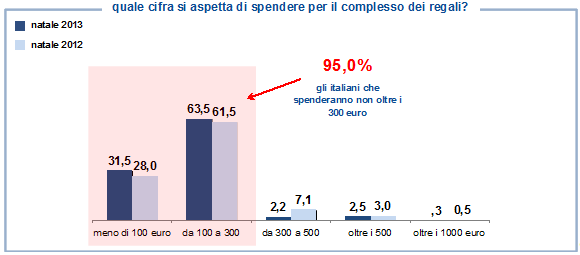 quale cifra si aspetta di spendere per il complesso dei regali?
natale 2013
natale 2012
95,0%
gli italiani che
spenderanno non oltre i
300 euro
31,5 28,0
63,5 61,5
2,2 7,1
2,5 3,0
,3 0,5
meno di 100 euro da 100 a 300 da 300 a 500 oltre i 500 oltre i 1000 euro